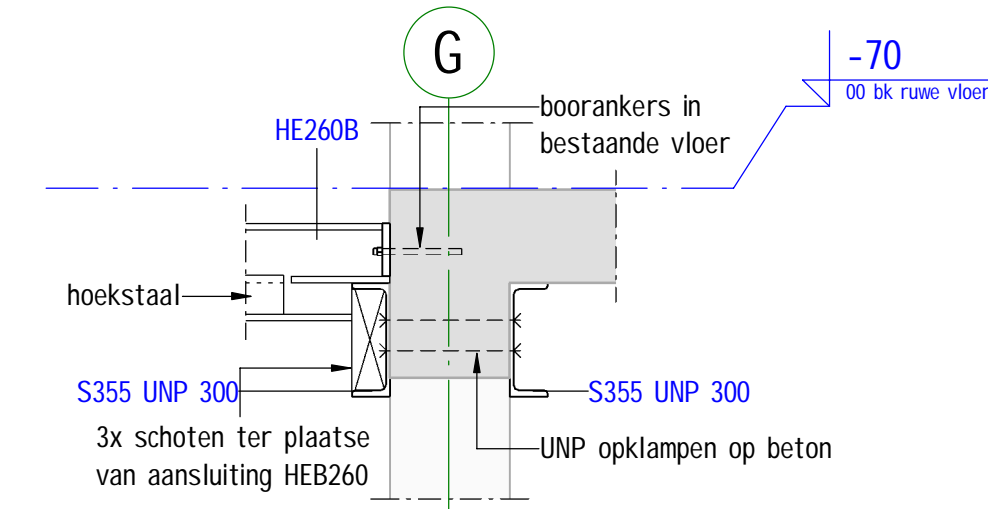 G
-70
00 bk ruwe vloer
boorankers in
bestaande vloer
HE260B
hoekstaal
S355 UNP 300
S355 UNP 300
3x schoten ter plaatse
van aansluiting HEB260
UNP opklampen op beton